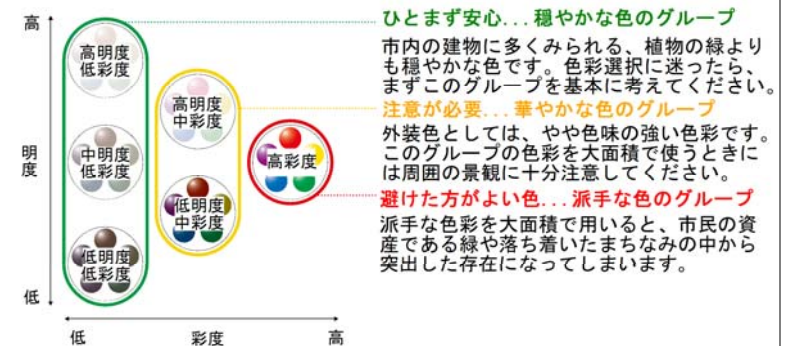 高
明度
低
低
彩度
高
高明度
低彩度
中明度
低彩度
低明度
低彩度
高明度
中彩度
低明度
中彩度
高彩度
ひとまず安心...穏やかな色のグループ
市内の建物に多くみられる、植物の緑より
も穏やかな色です。色彩選択に迷ったら、
まずこのグループを基本に考えてください。
注意が必要...華やかな色のグループ
外装色としては、やや色味の強い色彩です。
このグループの色彩を大面積で使うときに
は周囲の景観に十分注意してください。
避けた方がよい色...派手な色のグループ
派手な色彩を大面積で用いると、市民の資
産である緑や落ち着いたまちなみの中から
突出した存在になってしまいます。